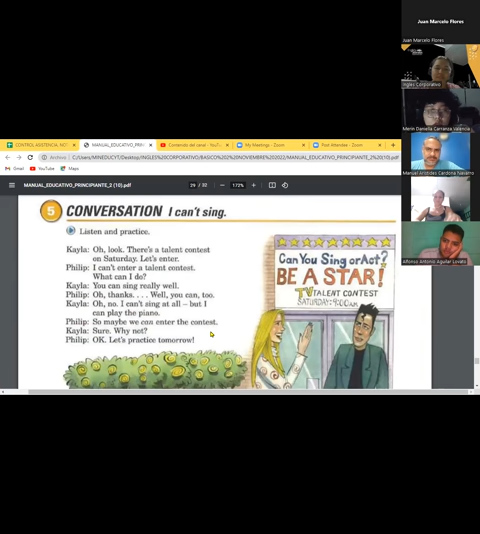 Juan Marcelo Flores
Juan Marcelo Flores
Ingles Corporativo
Merin Daniella Carranza Valencia
Manuel Aristides Cardona Navarro
Alfonso Antonio Aguilar Lovato
CONTROL ASISTENCIA, NO
MANUAL_EDUCATIVO_PRIN
Contenido del canal - YouT
My Meetings - Zoom
Post Attendee - Zoom
Archivo
C:/Users/MINEDUCYT/Desktop/INGLES%20CORPORATIVO/BASICO%202%20NOVIEMBRE%202022/MANUAL_EDUCATIVO_PRINCIPIANTE_2%20(10).pdf
Gmail YouTube Maps
MANUAL_EDUCATIVO_PRINCIPIANTE_2 (10).pdf 29 / 32 172%
5 CONVERSATION I can't sing.
Listen and practice.
Kayla: Oh, look. There's a talent contest
on Saturday. Let's enter.
Philip: I can't enter a talent contest.
What can I do?
Kayla: You can sing really well.
Philip: Oh, thanks. . . . Well, you can, too.
Kayla: Oh, no. I can't sing at all – but I
can play the piano.
Philip: So maybe we can enter the contest.
Kayla: Sure. Why not?
Philip: OK. Let's practice tomorrow!
Can You Sing or Act?
BE A STAR!
TV TALENT CONTEST
SATURDAY: 9:00 AM